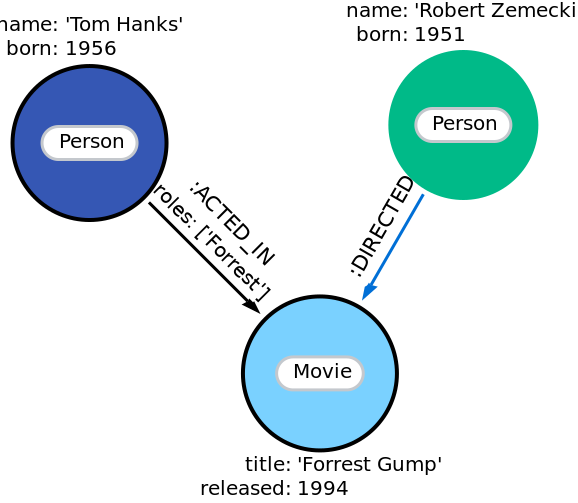 name: 'Tom Hanks'
born: 1956
Person
name: 'Robert Zemecki
born: 1951
Person
:ACTED_IN
roles: ['Forrest']
:DIRECTED
Movie
title: 'Forrest Gump'
released: 1994